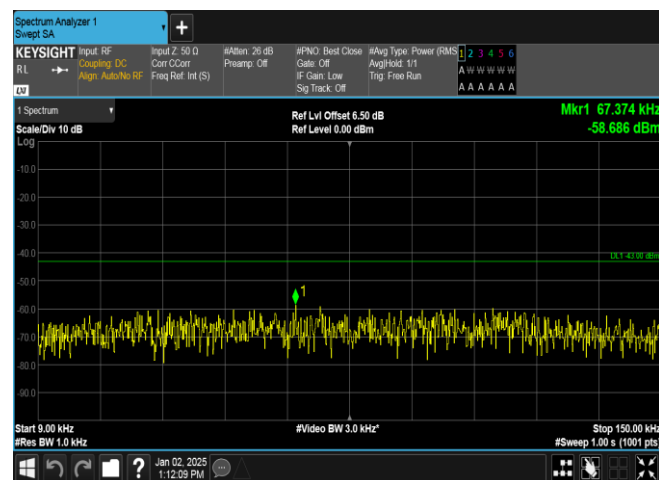 Spectrum Analyzer 1
Swept SA
+
KEYSIGHT
RL
LXI
Input: RF
Coupling: DC
Align: Auto/No RF
Input Z: 50 Ω
Corr CCorr
Freq Ref: Int (S)
#Atten: 26 dB
Preamp: Off
#PNO: Best Close
Gate: Off
IF Gain: Low
Sig Track: Off
#Avg Type: Power (RMS
Avg|Hold: 1/1
Trig: Free Run
1 2 3 4 5 6
A W W W W W
A A A A A A
1 Spectrum
Scale/Div 10 dB
Log
Ref Lvl Offset 6.50 dB
Ref Level 0.00 dBm
Mkr1 67.374 kHz
-58.686 dBm
-10.0
-20.0
-30.0
-40.0
DL1 -43.00 dBm
-50.0
1
-60.0
-70.0
-80.0
-90.0
Start 9.00 kHz
#Res BW 1.0 kHz
#Video BW 3.0 kHz*
Stop 150.00 kHz
#Sweep 1.00 s (1001 pts)
?
Jan 02, 2025
1:12:09 PM